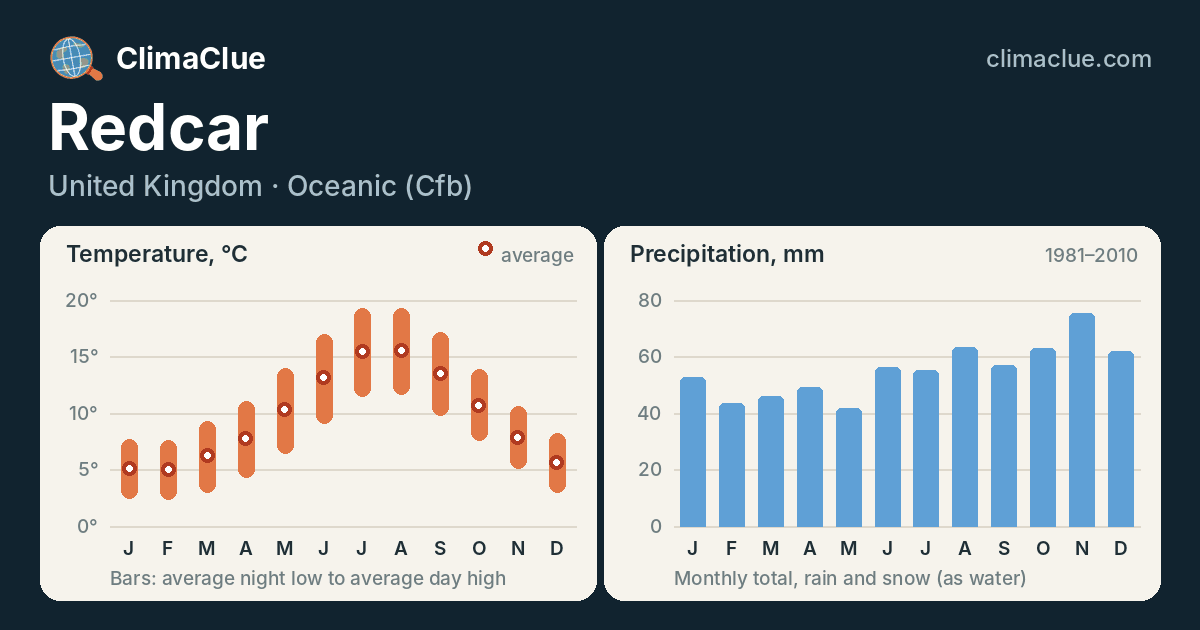 ClimaClue
climaclue.com
Redcar
United Kingdom · Oceanic (Cfb)
Temperature, °C
average
20°
15°
10°
5°
0°
J F M A M J J A S O N D
Bars: average night low to average day high
Precipitation, mm
1981–2010
80
60
40
20
0
J F M A M J J A S O N D
Monthly total, rain and snow (as water)